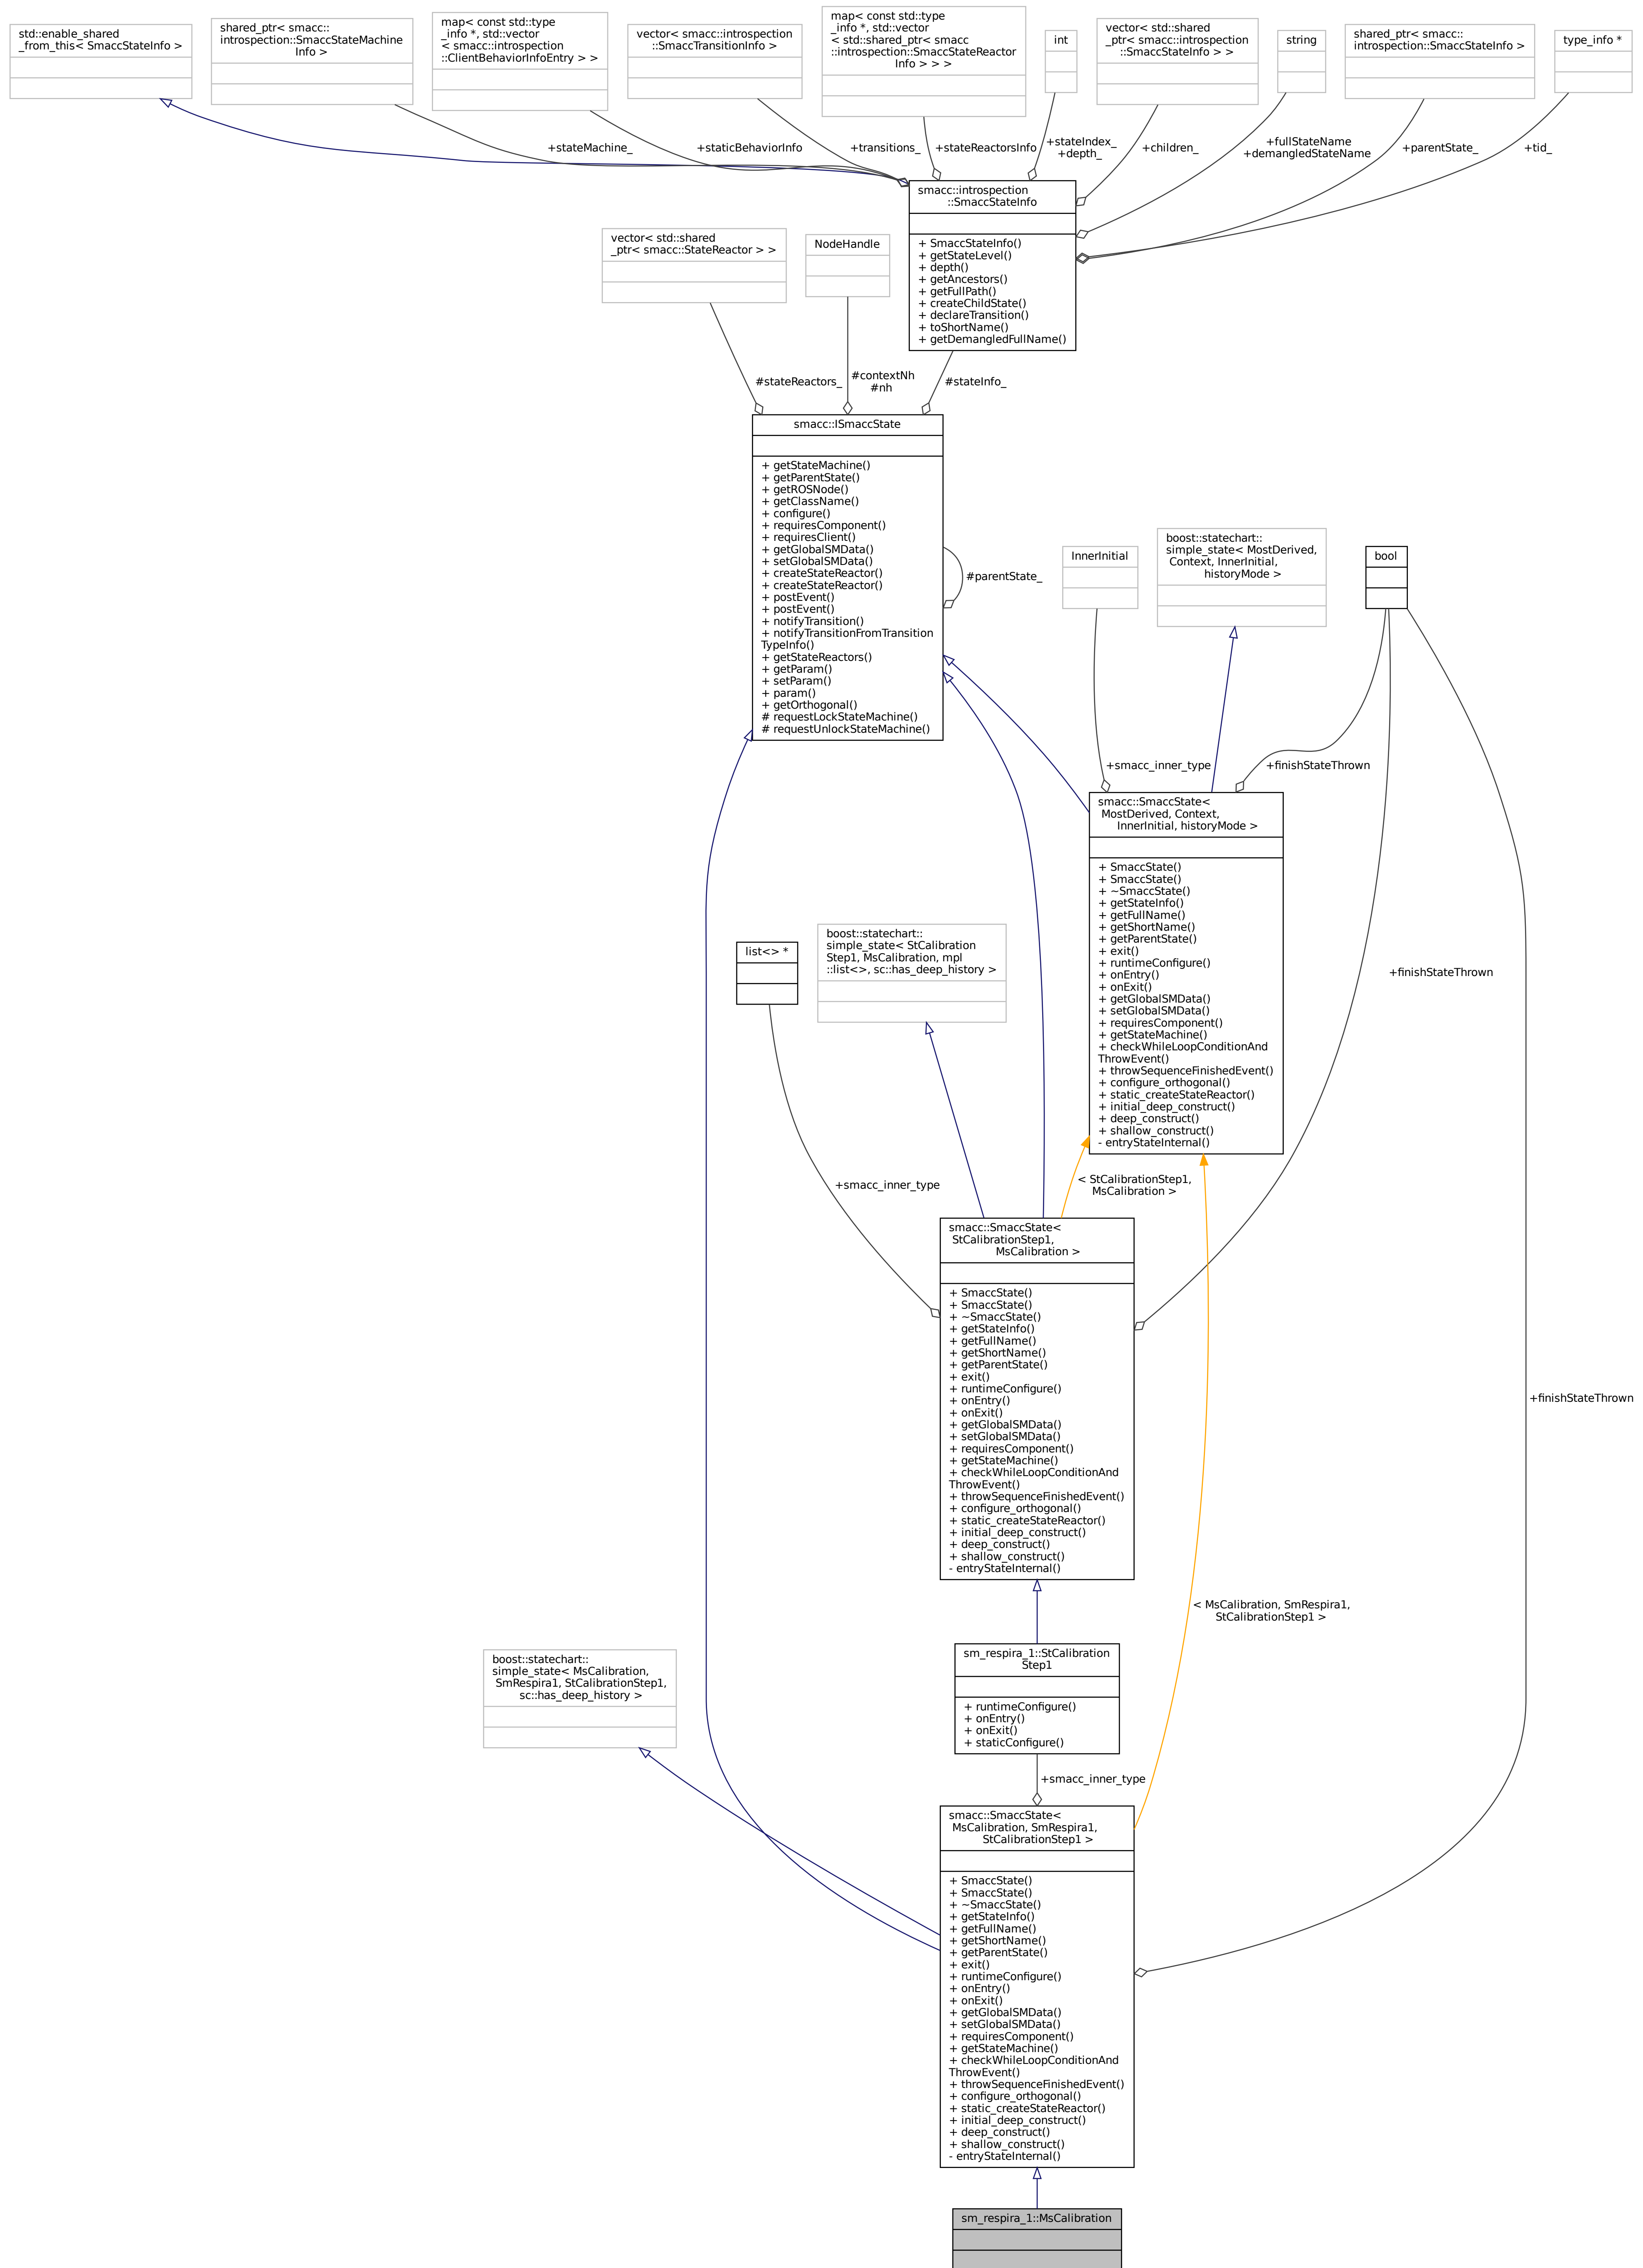 std::enable_shared
_from_this< SmaccStateInfo >
shared_ptr< smacc::
introspection::SmaccStateMachine
Info >
map< const std::type
_info *, std::vector
< smacc::introspection
::ClientBehaviorInfoEntry > >
vector< smacc::introspection
::SmaccTransitionInfo >
map< const std::type
_info *, std::vector
< std::shared_ptr< smacc
::introspection::SmaccStateReactor
Info > > >
int
vector< std::shared
_ptr< smacc::introspection
::SmaccStateInfo > >
string
shared_ptr< smacc::
introspection::SmaccStateInfo >
type_info *
+stateMachine_
+staticBehaviorInfo
+transitions_
+stateReactorsInfo
+stateIndex_
+depth_
+children_
+fullStateName
+demangledStateName
+parentState_
+tid_
smacc::introspection
::SmaccStateInfo
+ SmaccStateInfo()
+ getStateLevel()
+ depth()
+ getAncestors()
+ getFullPath()
+ createChildState()
+ declareTransition()
+ toShortName()
+ getDemangledFullName()
vector< std::shared
_ptr< smacc::StateReactor > >
NodeHandle
#stateReactors_
#contextNh
#nh
#stateInfo_
smacc::ISmaccState
+ getStateMachine()
+ getParentState()
+ getROSNode()
+ getClassName()
+ configure()
+ requiresComponent()
+ requiresClient()
+ getGlobalSMData()
+ setGlobalSMData()
+ createStateReactor()
+ createStateReactor()
+ postEvent()
+ postEvent()
+ notifyTransition()
+ notifyTransitionFromTransition
TypeInfo()
+ getStateReactors()
+ getParam()
+ setParam()
+ param()
+ getOrthogonal()
# requestLockStateMachine()
# requestUnlockStateMachine()
#parentState_
InnerInitial
boost::statechart::
simple_state< MostDerived,
Context, InnerInitial,
historyMode >
bool
+smacc_inner_type
+finishStateThrown
smacc::SmaccState<
MostDerived, Context,
InnerInitial, historyMode >
+ SmaccState()
+ SmaccState()
+ ~SmaccState()
+ getStateInfo()
+ getFullName()
+ getShortName()
+ getParentState()
+ exit()
+ runtimeConfigure()
+ onEntry()
+ onExit()
+ getGlobalSMData()
+ setGlobalSMData()
+ requiresComponent()
+ getStateMachine()
+ checkWhileLoopConditionAnd
ThrowEvent()
+ throwSequenceFinishedEvent()
+ configure_orthogonal()
+ static_createStateReactor()
+ initial_deep_construct()
+ deep_construct()
+ shallow_construct()
- entryStateInternal()
list<> *
boost::statechart::
simple_state< StCalibration
Step1, MsCalibration, mpl
::list<>, sc::has_deep_history >
+finishStateThrown
+smacc_inner_type
< StCalibrationStep1,
MsCalibration >
smacc::SmaccState<
StCalibrationStep1,
MsCalibration >
+ SmaccState()
+ SmaccState()
+ ~SmaccState()
+ getStateInfo()
+ getFullName()
+ getShortName()
+ getParentState()
+ exit()
+ runtimeConfigure()
+ onEntry()
+ onExit()
+ getGlobalSMData()
+ setGlobalSMData()
+ requiresComponent()
+ getStateMachine()
+ checkWhileLoopConditionAnd
ThrowEvent()
+ throwSequenceFinishedEvent()
+ configure_orthogonal()
+ static_createStateReactor()
+ initial_deep_construct()
+ deep_construct()
+ shallow_construct()
- entryStateInternal()
+finishStateThrown
< MsCalibration, SmRespira1,
StCalibrationStep1 >
boost::statechart::
simple_state< MsCalibration,
SmRespira1, StCalibrationStep1,
sc::has_deep_history >
sm_respira_1::StCalibration
Step1
+ runtimeConfigure()
+ onEntry()
+ onExit()
+ staticConfigure()
+smacc_inner_type
smacc::SmaccState<
MsCalibration, SmRespira1,
StCalibrationStep1 >
+ SmaccState()
+ SmaccState()
+ ~SmaccState()
+ getStateInfo()
+ getFullName()
+ getShortName()
+ getParentState()
+ exit()
+ runtimeConfigure()
+ onEntry()
+ onExit()
+ getGlobalSMData()
+ setGlobalSMData()
+ requiresComponent()
+ getStateMachine()
+ checkWhileLoopConditionAnd
ThrowEvent()
+ throwSequenceFinishedEvent()
+ configure_orthogonal()
+ static_createStateReactor()
+ initial_deep_construct()
+ deep_construct()
+ shallow_construct()
- entryStateInternal()
sm_respira_1::MsCalibration